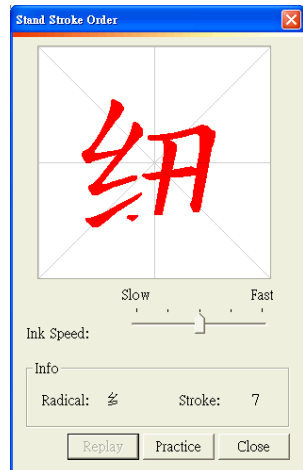 Stand Stroke Order
纽
Slow Fast
Ink Speed:
Info
Radical: 纟 Stroke: 7
Replay Practice Close